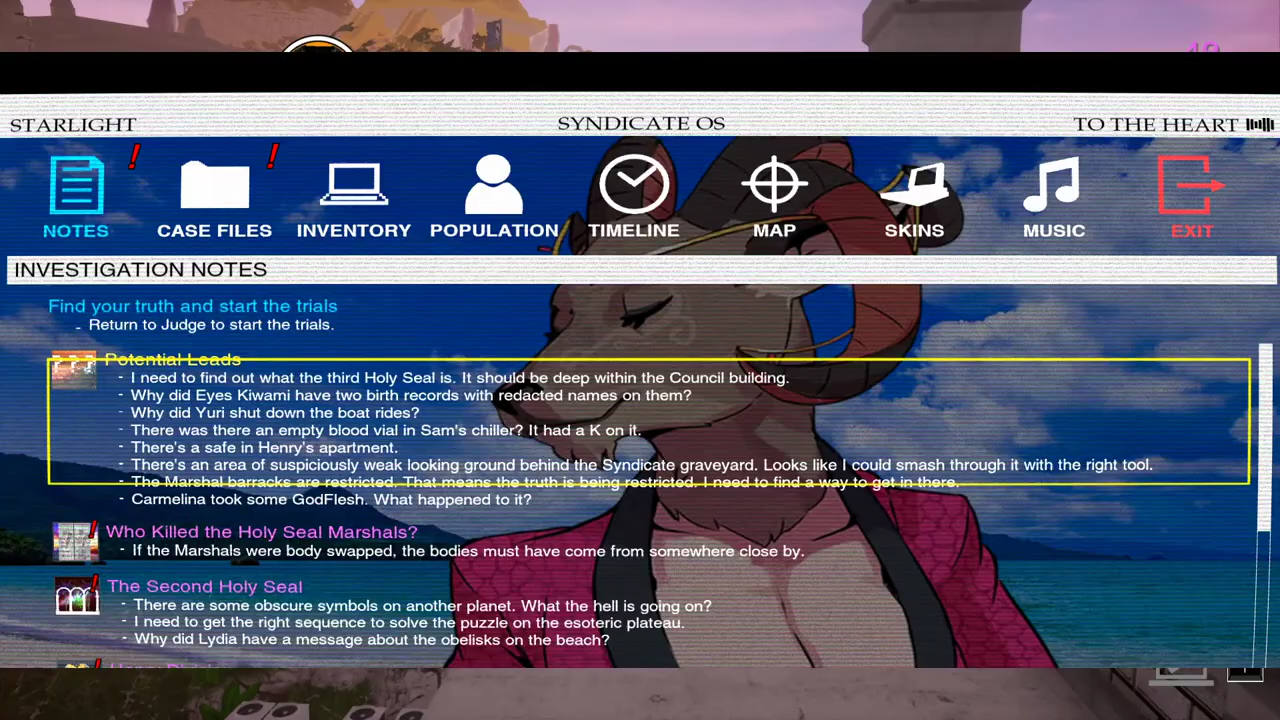 19
STARLIGHT
SYNDICATE OS
TO THE HEART
!
!
NOTES
CASE FILES
INVENTORY
POPULATION
TIMELINE
MAP
SKINS
MUSIC
EXIT
INVESTIGATION NOTES
Find your truth and start the trials
- Return to Judge to start the trials.
???
Potential Leads
- I need to find out what the third Holy Seal is. It should be deep within the Council building.
- Why did Eyes Kiwami have two birth records with redacted names on them?
- Why did Yuri shut down the boat rides?
- There was there an empty blood vial in Sam's chiller? It had a K on it.
- There's a safe in Henry's apartment.
- There's an area of suspiciously weak looking ground behind the Syndicate graveyard. Looks like I could smash through it with the right tool.
- The Marshal barracks are restricted. That means the truth is being restricted. I need to find a way to get in there.
- Carmelina took some GodFlesh. What happened to it?
!
Who Killed the Holy Seal Marshals?
- If the Marshals were body swapped, the bodies must have come from somewhere close by.
!
The Second Holy Seal
- There are some obscure symbols on another planet. What the hell is going on?
- I need to get the right sequence to solve the puzzle on the esoteric plateau.
- Why did Lydia have a message about the obelisks on the beach?
!